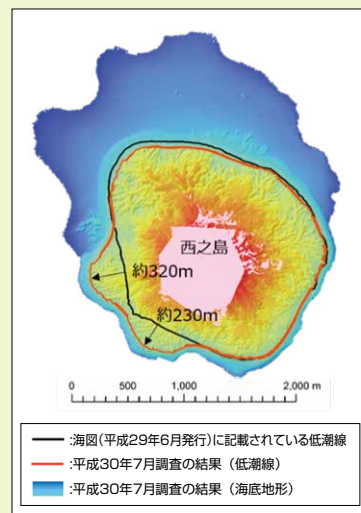 西之島
約320m
約230m
0 500 1,000 2,000 m
:海図(平成29年6月発行)に記載されている低潮線
:平成30年7月調査の結果(低潮線)
:平成30年7月調査の結果(海底地形)